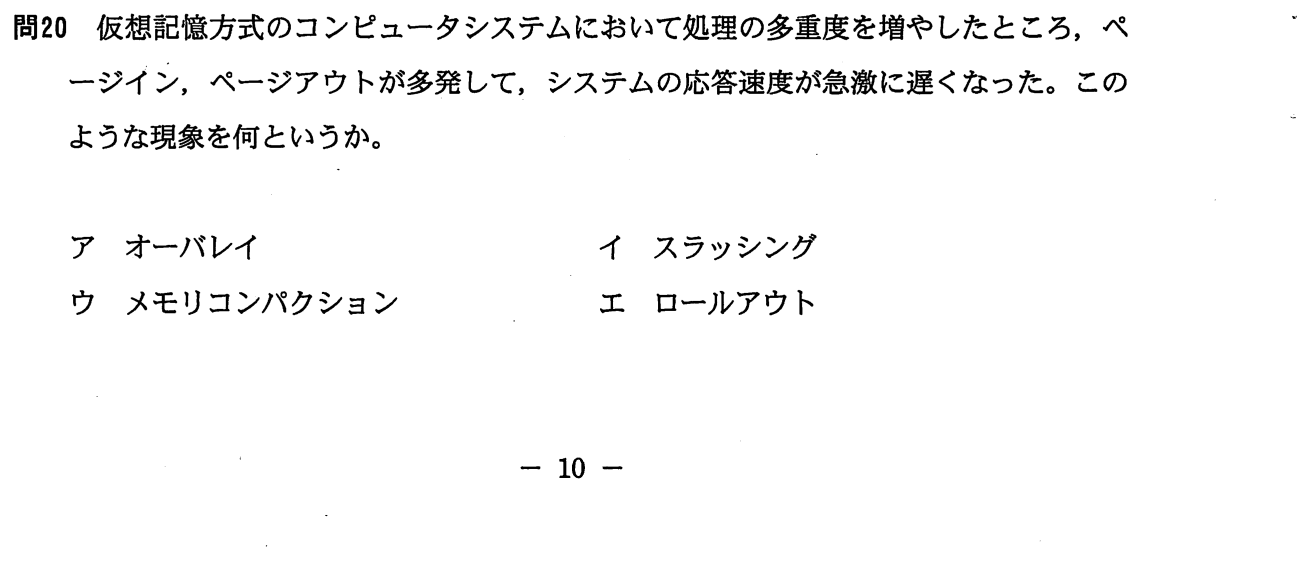 問20 仮想記憶方式のコンピュータシステムにおいて処理の多重度を増やしたところ，ペ
ージイン，ページアウトが多発して，システムの応答速度が急激に遅くなった。この
ような現象を何というか。
ア オーバレイ イ スラッシング
ウ メモリコンパクション エ ロールアウト
− 10 −